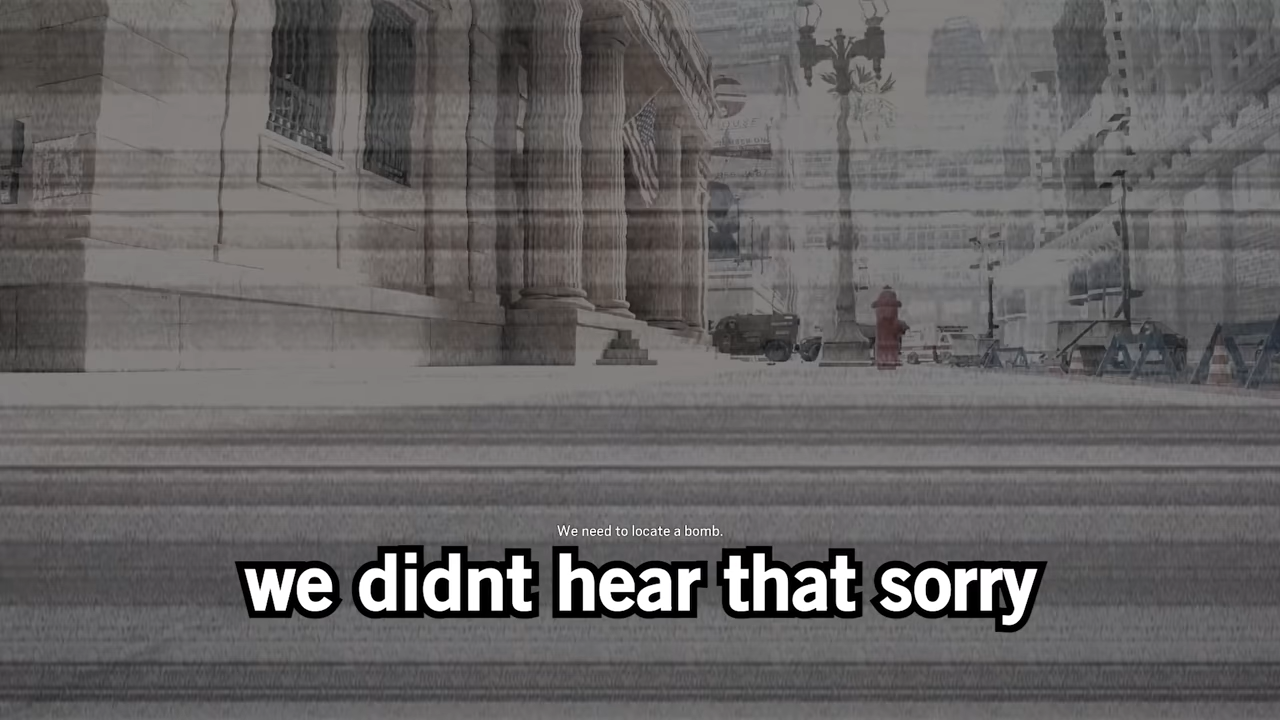 We need to locate a bomb.
we didnt hear that sorry